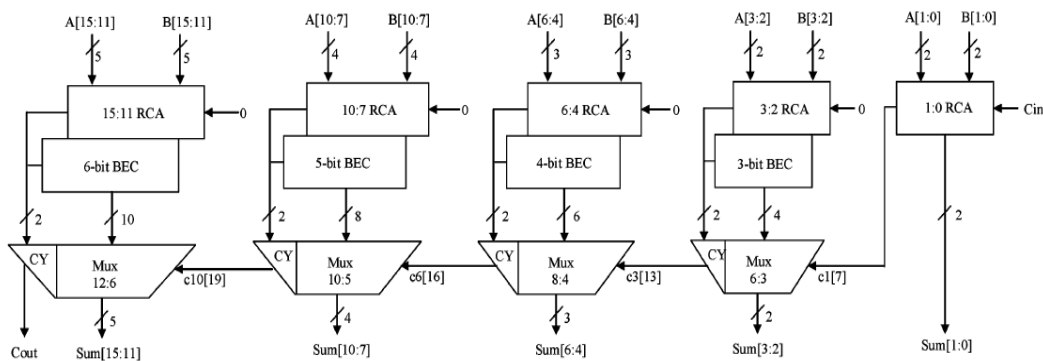 A[15:11] B[15:11] A[10:7] B[10:7] A[6:4] B[6:4] A[3:2] B[3:2] A[1:0] B[1:0]
5 5 4 4 3 3 2 2 2 2
15:11 RCA 0 10:7 RCA 0 6:4 RCA 0 3:2 RCA 0 1:0 RCA Cin
6-bit BEC 5-bit BEC 4-bit BEC 3-bit BEC
2 10 2 8 2 6 2 4 2
CY Mux 12:6 c10[19] CY Mux 10:5 c6[16] CY Mux 8:4 c3[13] CY Mux 6:3 c1[7]
5 4 3 2
Cout Sum[15:11] Sum[10:7] Sum[6:4] Sum[3:2] Sum[1:0]